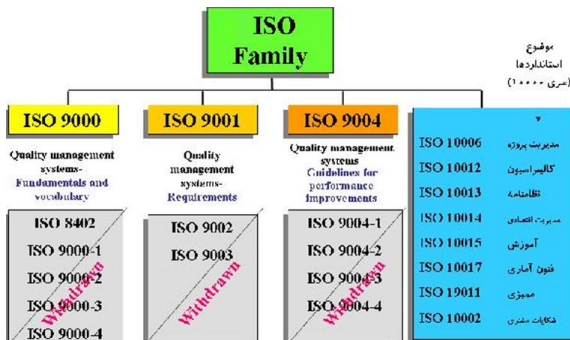 ISO
Family
موضوع
استانداردها
(سری ۱۰۰۰۰)
ISO 9000
ISO 9001
ISO 9004
Quality management
systems-
Fundamentals and
vocabulary
Quality
management
systems-
Requirements
Quality management
systems
Guidelines for
performance
improvements
ISO 8402
ISO 9000-1
ISO 9000-2
ISO 9000-3
ISO 9000-4
Withdrawn
ISO 9002
ISO 9003
Withdrawn
ISO 9004-1
ISO 9004-2
ISO 9004-3
ISO 9004-4
Withdrawn
ISO 10006 مدیریت پروژه
ISO 10012 کالیبراسیون
ISO 10013 نظامنامه
ISO 10014 مدیریت اقتصادی
ISO 10015 آموزش
ISO 10017 فنون آماری
ISO 19011 ممیزی
ISO 10002 شکایات مشتری